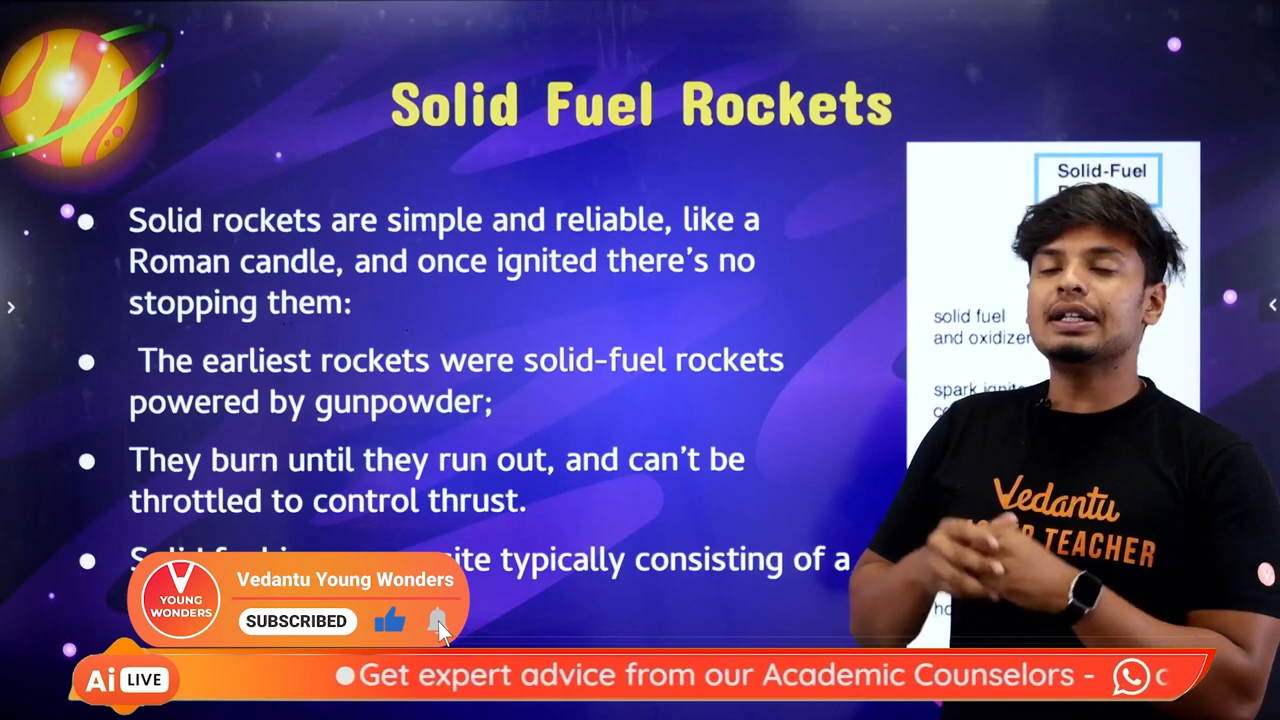 Solid Fuel Rockets
Solid rockets are simple and reliable, like a
Roman candle, and once ignited there's no
stopping them:
The earliest rockets were solid-fuel rockets
powered by gunpowder;
They burn until they run out, and can't be
throttled to control thrust.
typically consisting of a
Solid-Fuel
solid fuel
and oxidizer
spark
Vedantu
TEACHER
YOUNG
WONDERS
Vedantu Young Wonders
SUBSCRIBED
Ai LIVE
Get expert advice from our Academic Counselors -